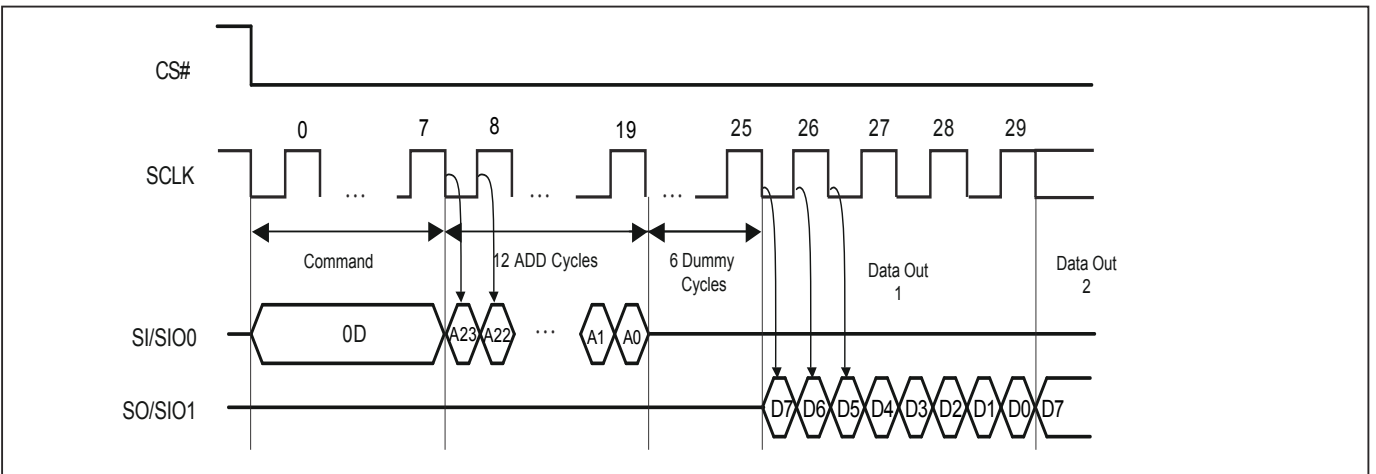 CS#
0 7 8 19 25 26 27 28 29
SCLK
... ... ...
Command
12 ADD Cycles
6 Dummy
Cycles
Data Out
1
Data Out
2
SI/SIO0
0D A23 A22 ... A1 A0
SO/SIO1
D7 D6 D5 D4 D3 D2 D1 D0 D7